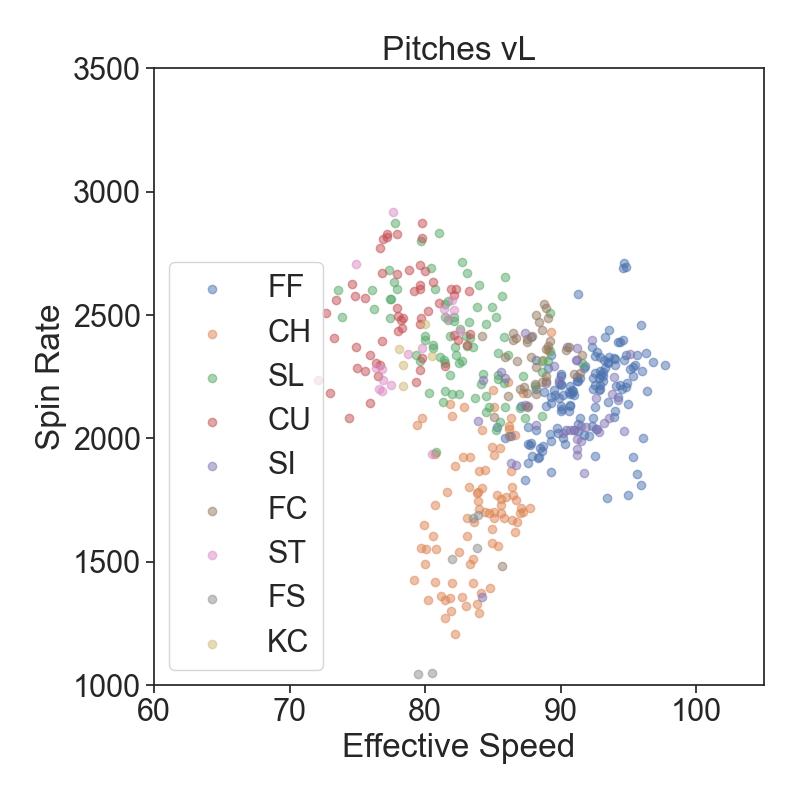 Pitches vL
3500
3000
2500
2000
1500
1000
Spin Rate
FF
CH
SL
CU
SI
FC
ST
FS
KC
60
70
80
90
100
Effective Speed